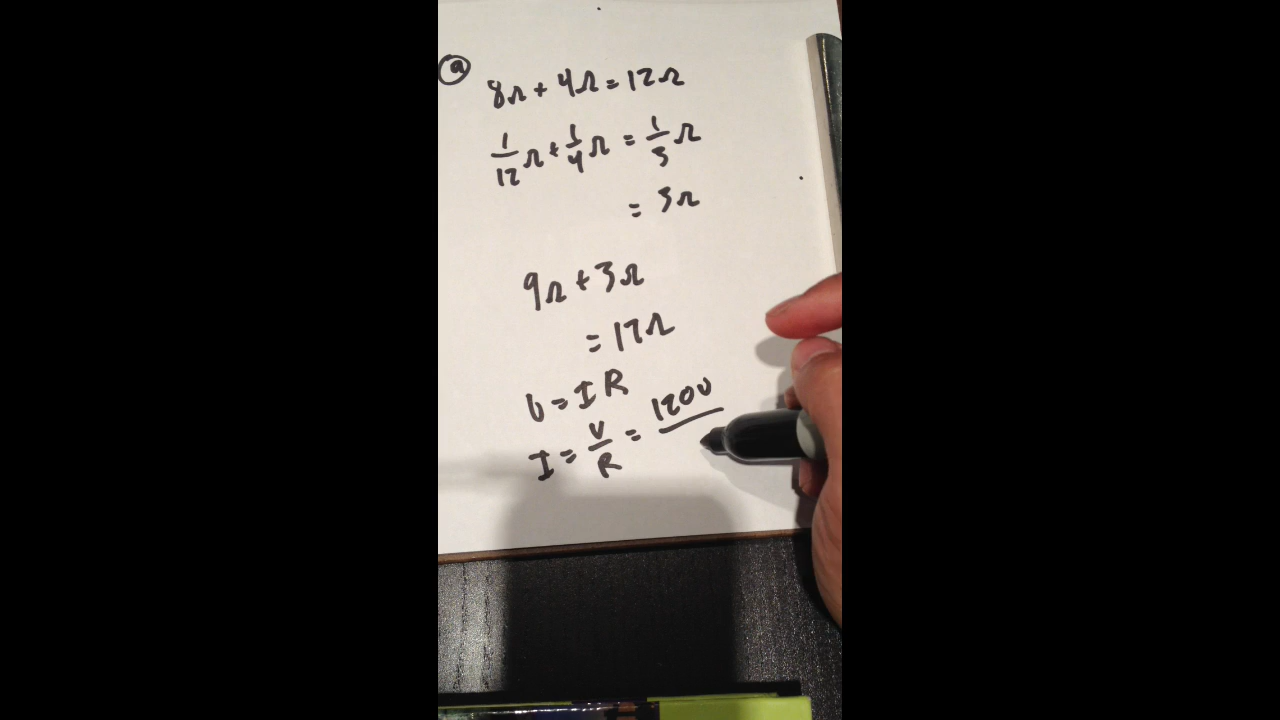 a
8Ω + 4Ω = 12Ω
1/12 Ω + 1/4 Ω = 1/3 Ω
= 3Ω
9Ω + 3Ω
= 12Ω
V = IR
I = V/R = 120V